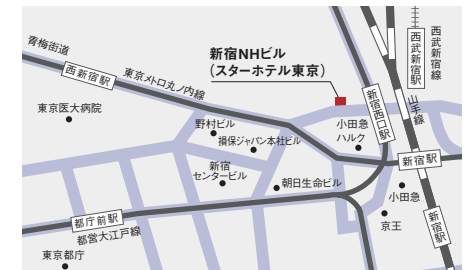 青梅街道
西新宿駅
東京メトロ丸ノ内線
新宿NHビル
(スターホテル東京)
西武新宿駅
西武新宿線
山手線
新宿西口駅
東京医大病院
野村ビル
損保ジャパン本社ビル
小田急
ハルク
新宿
センタービル
新宿駅
朝日生命ビル
小田急
都庁前駅
都営大江戸線
京王
新宿駅
東京都庁